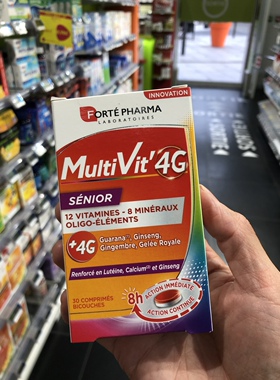 INNOVATION
FORTÉ PHARMA
LABORATOIRES
MultiVit' 4G
SÉNIOR
12 VITAMINES - 8 MINÉRAUX
OLIGO-ÉLÉMENTS
+4G
Guarana, Ginseng,
Gingembre, Gelée Royale
Renforcé en Lutéine, Calcium et Ginseng
30 COMPRIMÉS
BICOUCHES
8h
ACTION IMMÉDIATE
ACTION CONTINUE